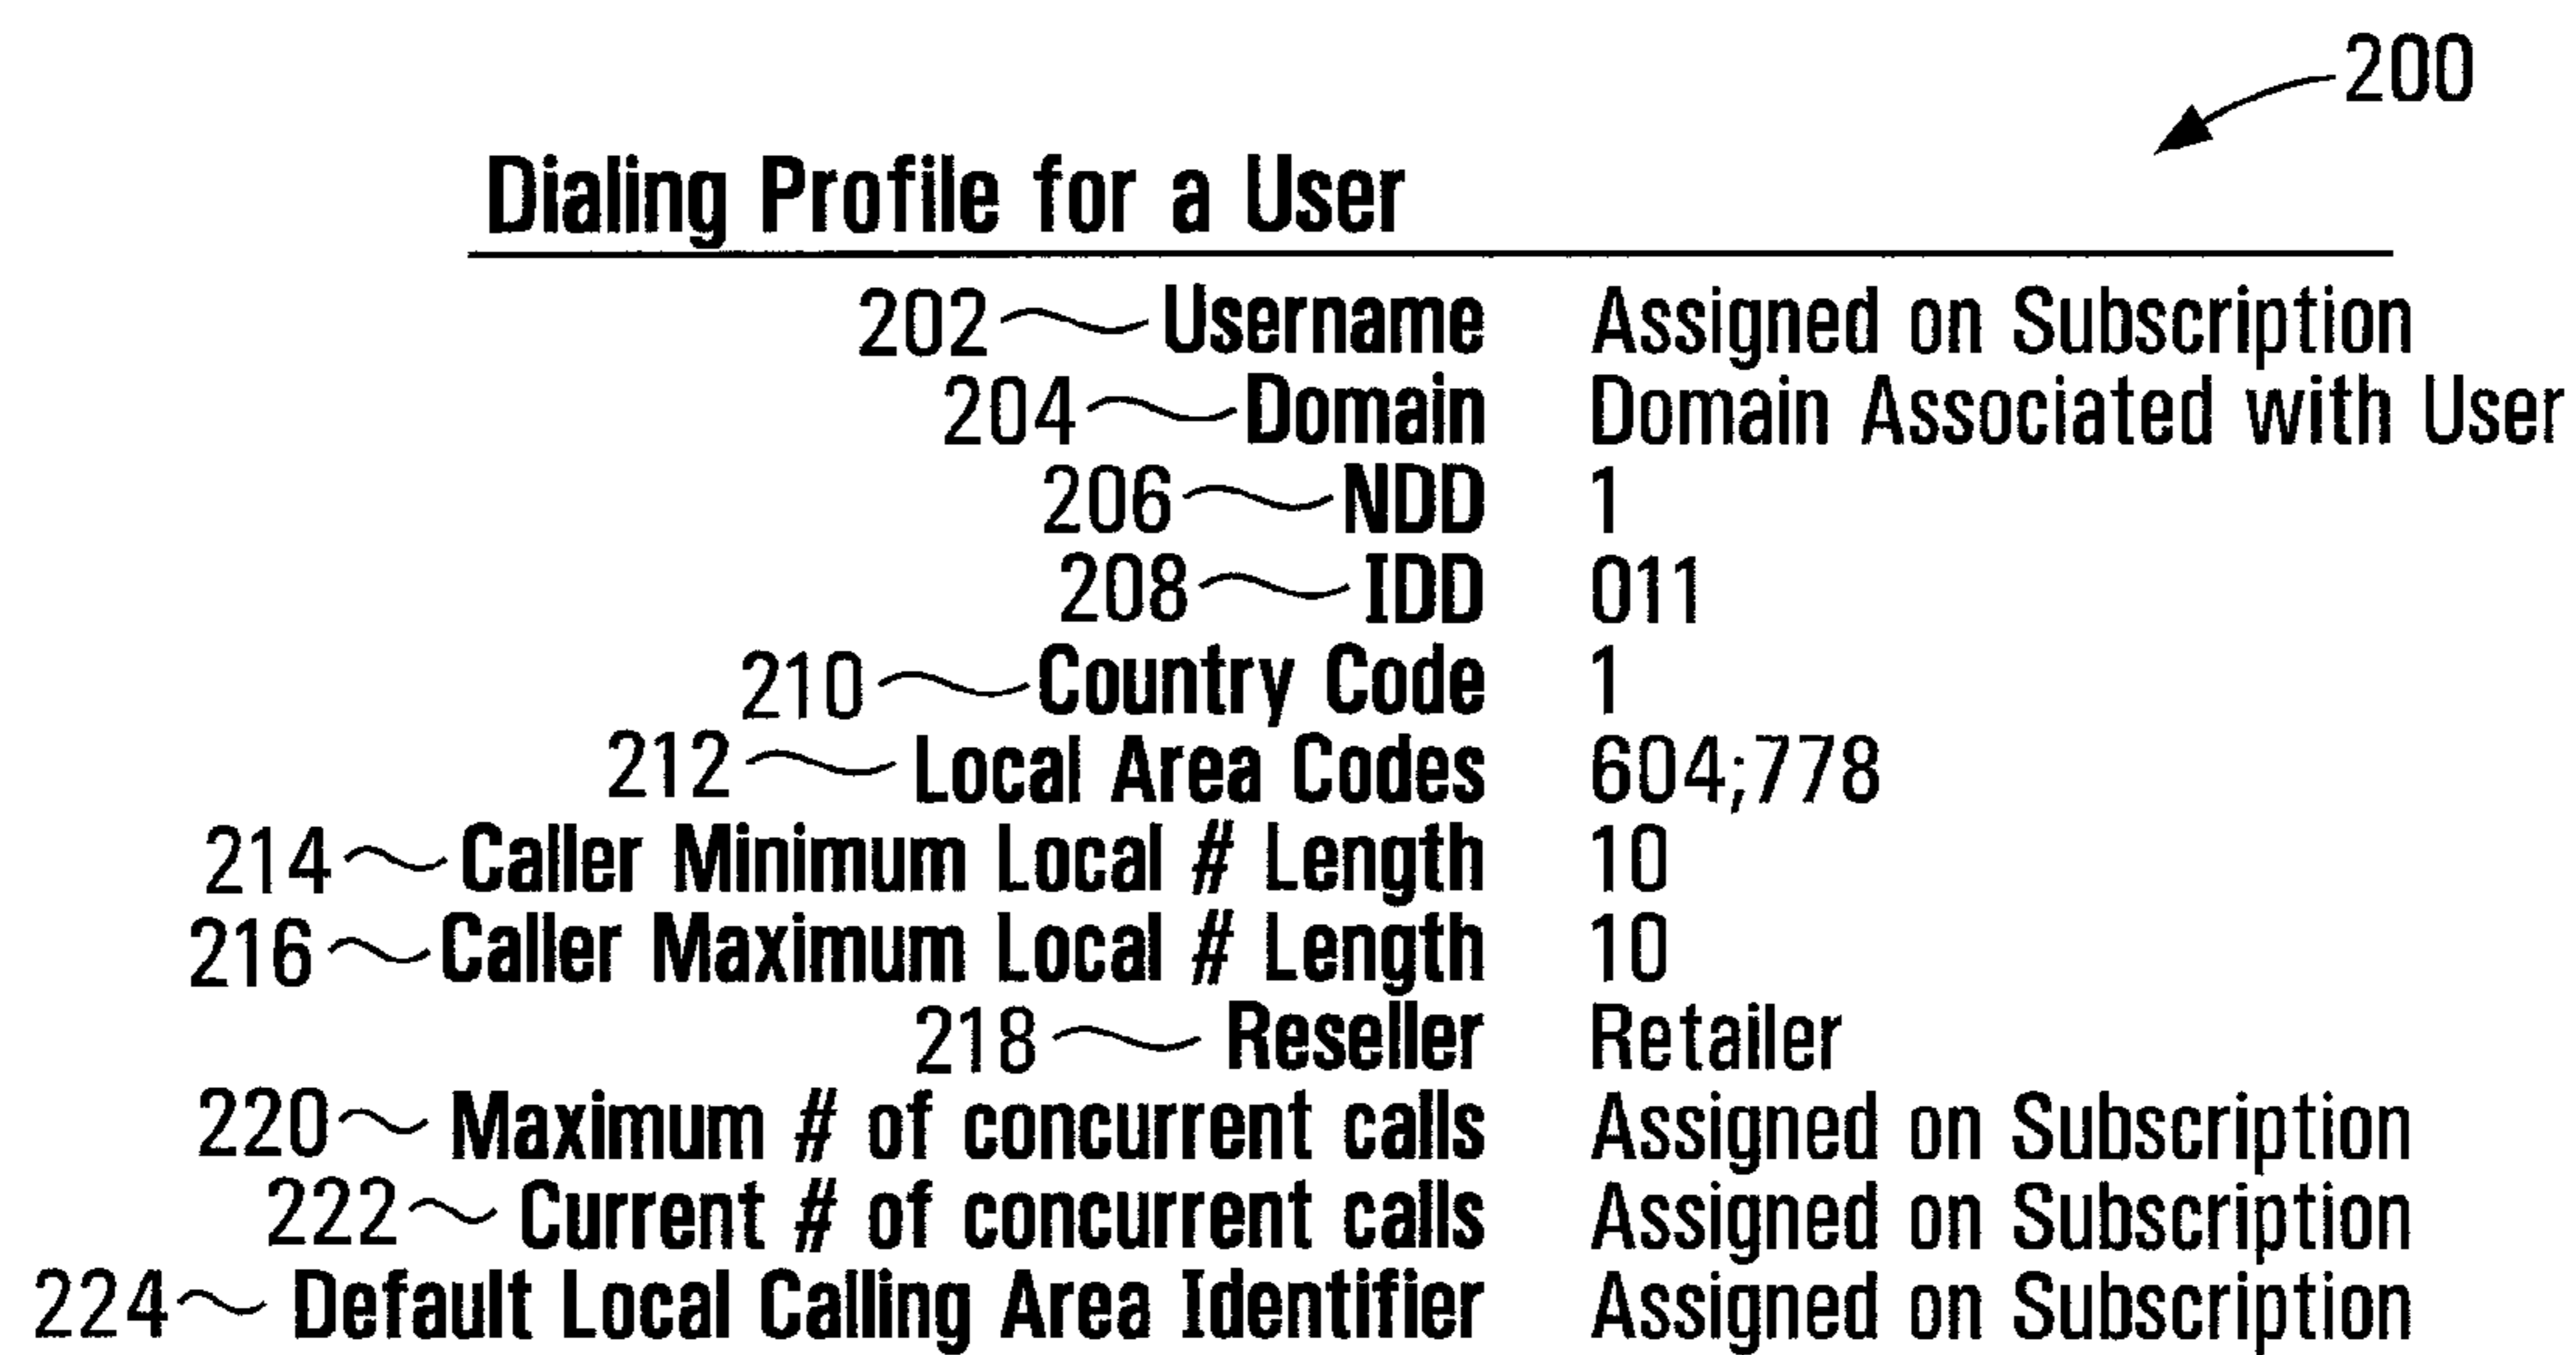 200
Dialing Profile for a User
202 Username Assigned on Subscription
204 Domain Domain Associated with User
206 NDD 1
208 IDD 011
210 Country Code 1
212 Local Area Codes 604;778
214 Caller Minimum Local # Length 10
216 Caller Maximum Local # Length 10
218 Reseller Retailer
220 Maximum # of concurrent calls Assigned on Subscription
222 Current # of concurrent calls Assigned on Subscription
224 Default Local Calling Area Identifier Assigned on Subscription